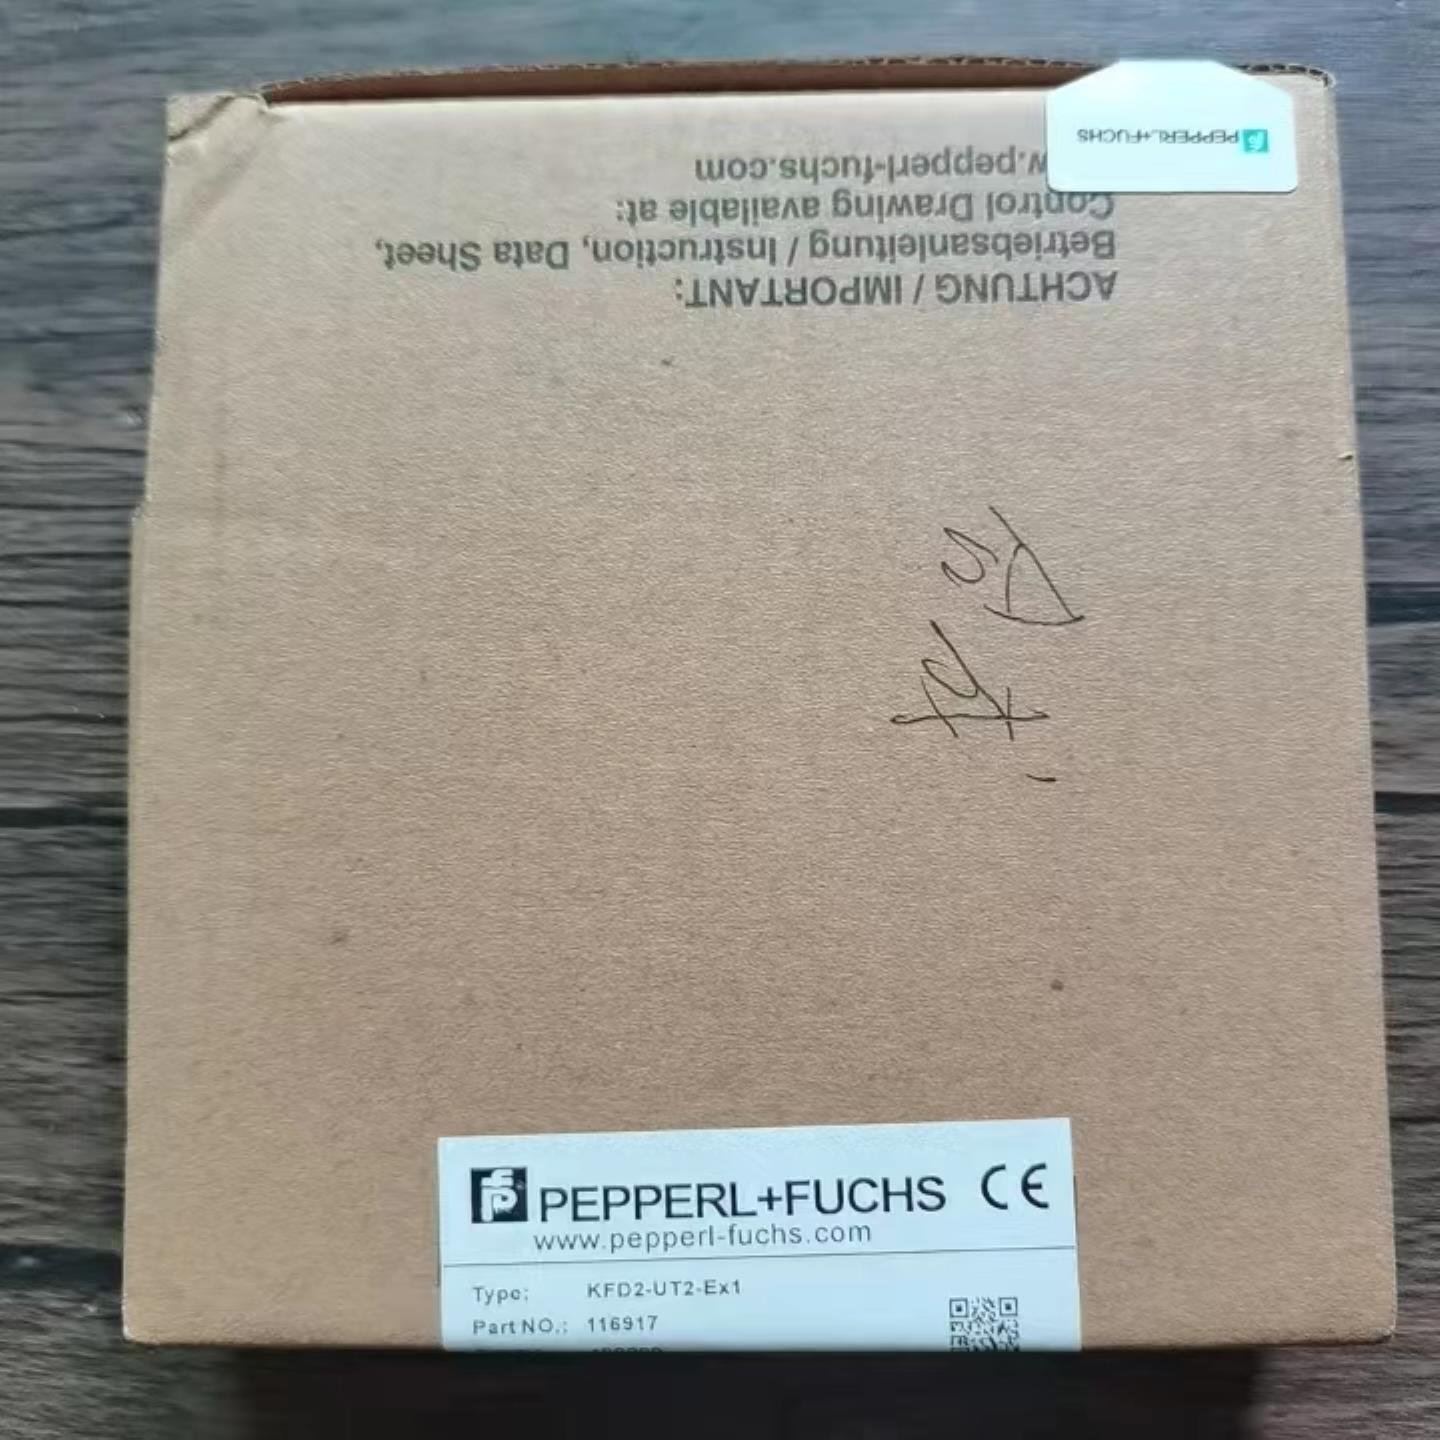 PEPPERL+FUCHS
ACHTUNG / IMPORTANT:
Betriebsanleitung / Instruction, Data Sheet,
Control Drawing available at:
w.pepperl-fuchs.com
PEPPERL+FUCHS CE
www.pepperl-fuchs.com
Type: KFD2-UT2-Ex1
Part NO.: 116917